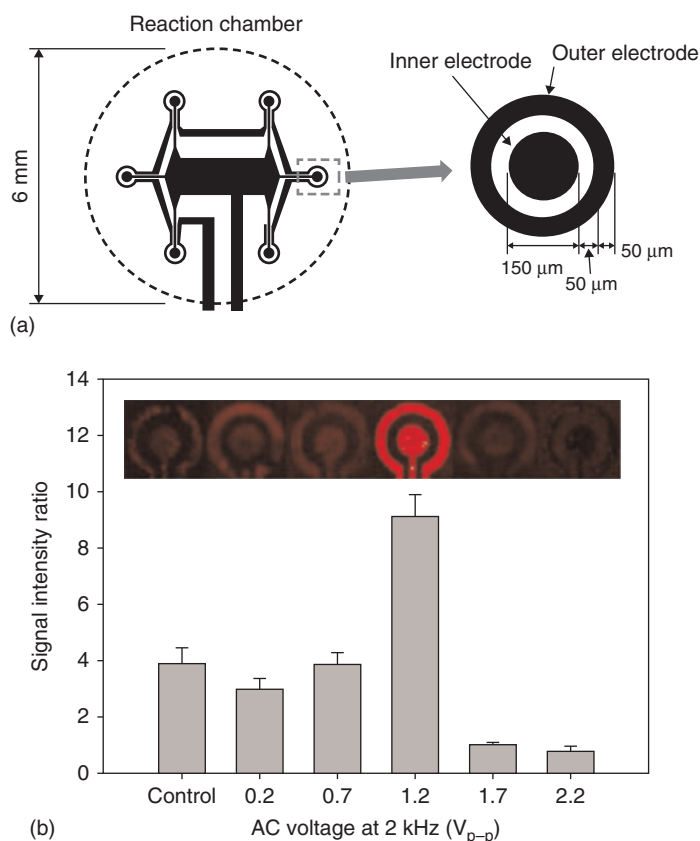 Reaction chamber
Inner electrode
Outer electrode
6 mm
150 µm
50 µm
50 µm
(a)
14
12
10
8
6
4
2
0
Signal intensity ratio
Control 0.2 0.7 1.2 1.7 2.2
AC voltage at 2 kHz (Vp–p)
(b)